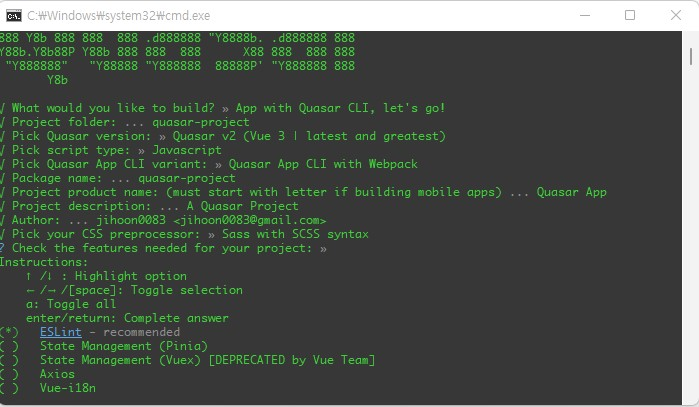 C:₩Windows₩system32₩cmd.exe
888 Y8b 888 888  888 .d888888 "Y8888b. .d888888 888
Y88b.Y8b88P Y88b 888 888  888      X88 888  888 888
 "Y888888"   "Y88888 "Y888888  88888P' "Y888888 888
       Y8b
√ What would you like to build? » App with Quasar CLI, let's go!
√ Project folder: ... quasar-project
√ Pick Quasar version: » Quasar v2 (Vue 3 | latest and greatest)
√ Pick script type: » Javascript
√ Pick Quasar App CLI variant: » Quasar App CLI with Webpack
√ Package name: ... quasar-project
√ Project product name: (must start with letter if building mobile apps) ... Quasar App
√ Project description: ... A Quasar Project
√ Author: ... jihoon0083 <jihoon0083@gmail.com>
√ Pick your CSS preprocessor: » Sass with SCSS syntax
? Check the features needed for your project: »
Instructions:
    ↑/↓: Highlight option
    ←/→/[space]: Toggle selection
    a: Toggle all
    enter/return: Complete answer
(*)   ESLint - recommended
( )   State Management (Pinia)
( )   State Management (Vuex) [DEPRECATED by Vue Team]
( )   Axios
( )   Vue-i18n